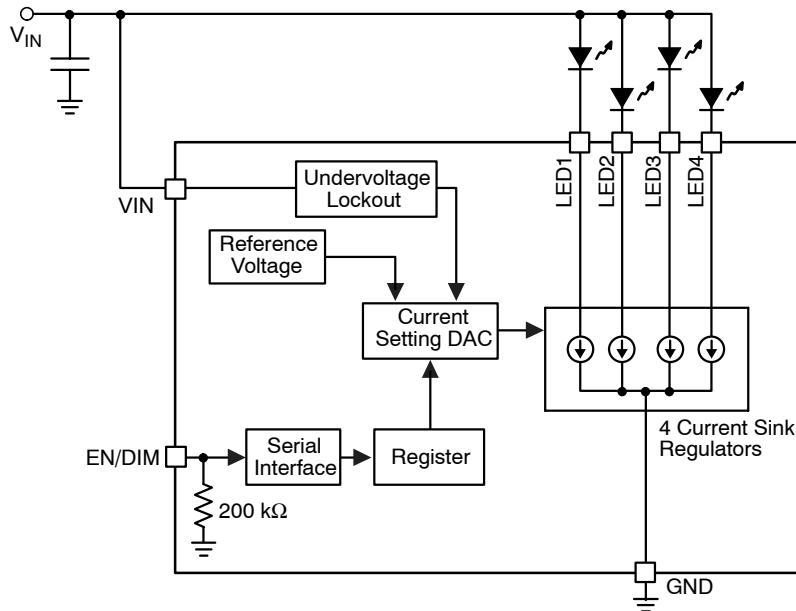 VIN
LED1
LED2
LED3
LED4
VIN
Undervoltage
Lockout
Reference
Voltage
Current
Setting DAC
4 Current Sink
Regulators
EN/DIM
Serial
Interface
Register
200 kΩ
GND